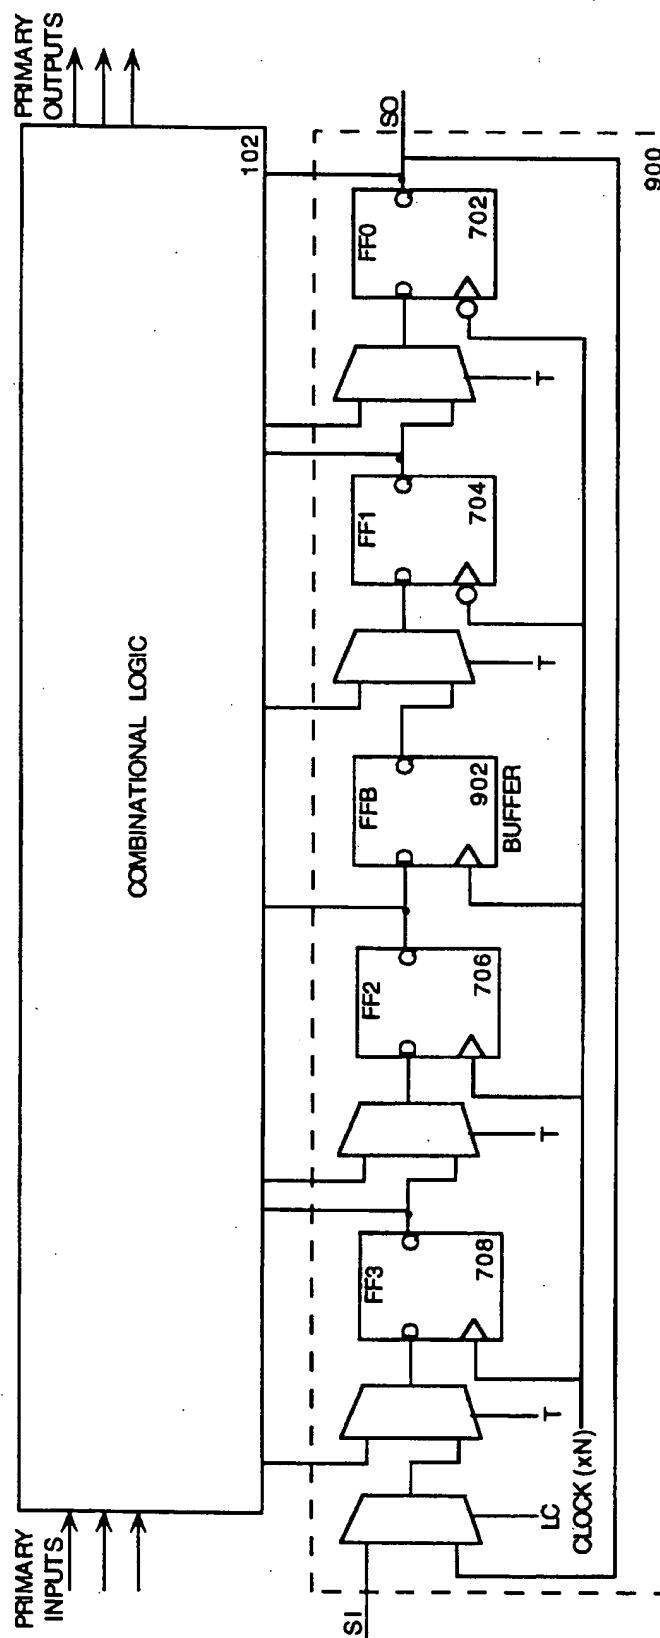 PRIMARY
INPUTS
PRIMARY
OUTPUTS
COMBINATIONAL LOGIC
102
SI
LC
T
FF3
D
Q
708
T
FF2
D
Q
706
FFB
D
Q
902
BUFFER
T
FF1
D
Q
704
T
FF0
D
Q
702
SO
CLOCK (xN)
900